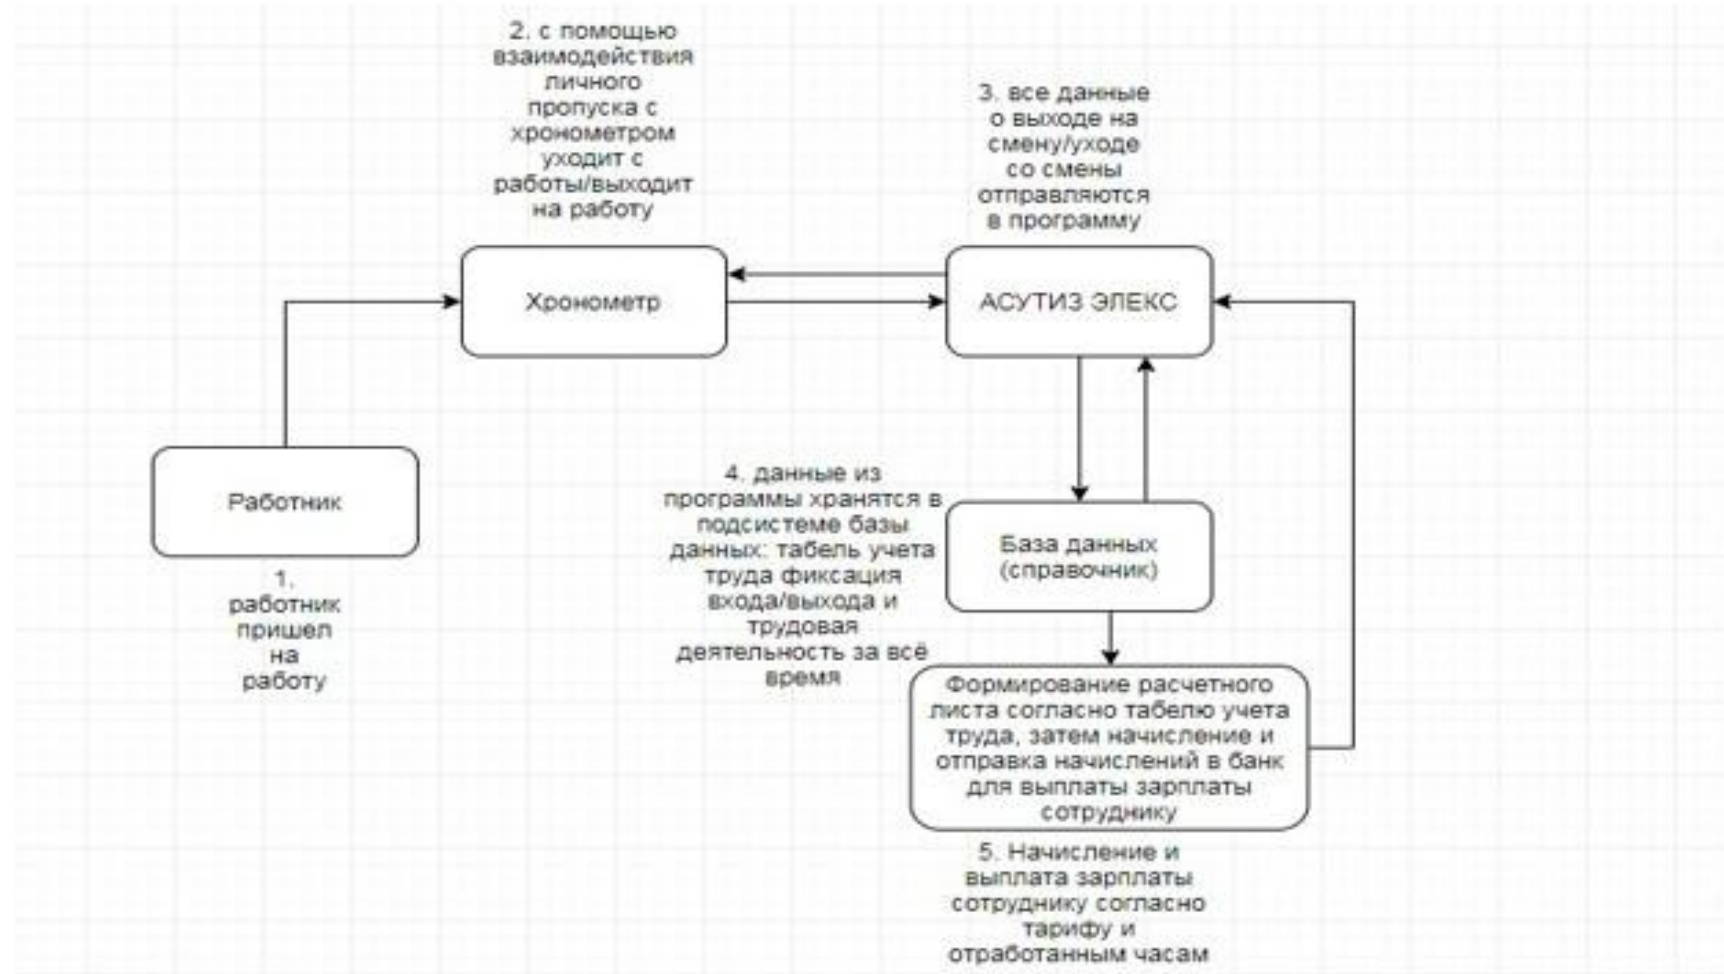 2. с помощью
взаимодействия
личного
пропуска с
хронометром
уходит с
работы/выходит
на работу
3. все данные
о выходе на
смену/уходе
со смены
отправляются
в программу
Хронометр
АСУТИЗ ЭЛЕКС
Работник
1.
работник
пришел
на
работу
4. данные из
программы хранятся в
подсистеме базы
данных: табель учета
труда фиксация
входа/выхода и
трудовая
деятельность за всё
время
База данных
(справочник)
Формирование расчетного
листа согласно табелю учета
труда, затем начисление и
отправка начислений в банк
для выплаты зарплаты
сотруднику
5. Начисление и
выплата зарплаты
сотруднику согласно
тарифу и
отработанным часам